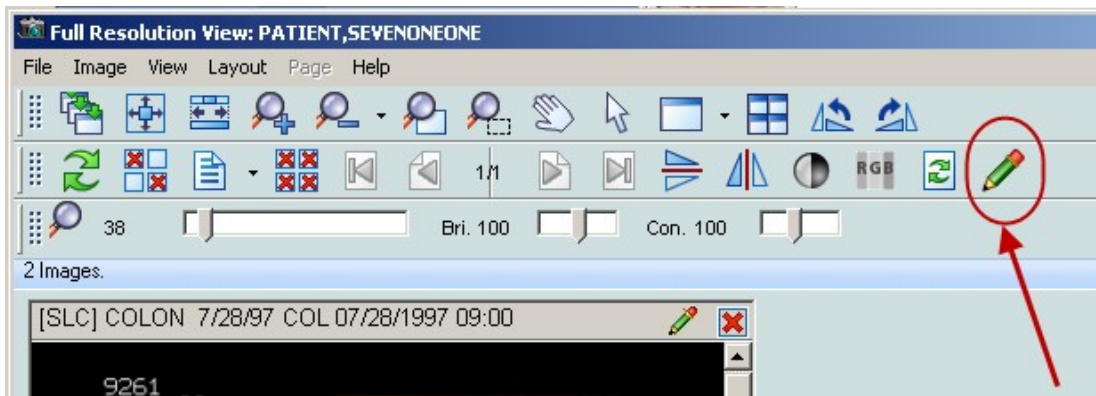 Full Resolution View: PATIENT,SEVENONEONE
File Image View Layout Page Help
1/1 RGB
38 Bri. 100 Con. 100
2 Images.
[SLC] COLON 7/28/97 COL 07/28/1997 09:00
9261